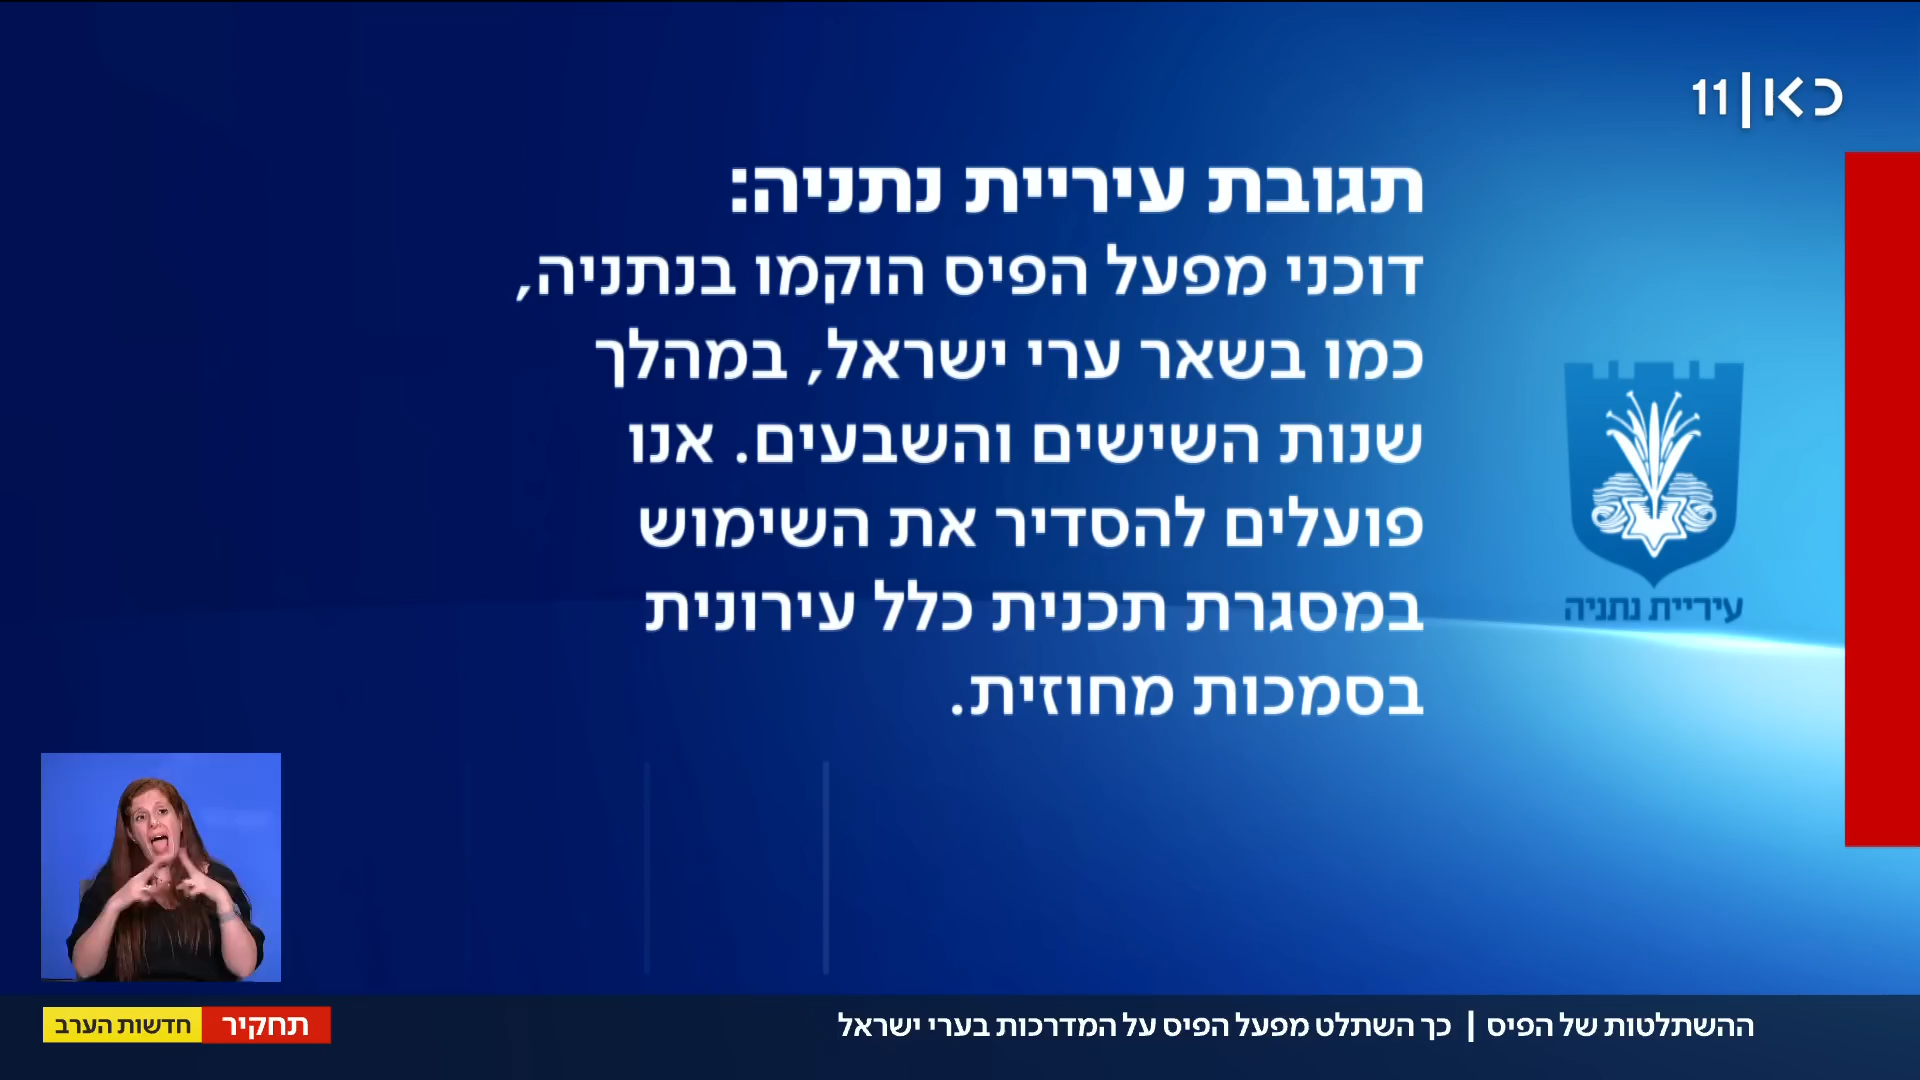 כאן|11
תגובת עיריית נתניה:
דוכני מפעל הפיס הוקמו בנתניה,
כמו בשאר ערי ישראל, במהלך
שנות השישים והשבעים. אנו
פועלים להסדיר את השימוש
במסגרת תכנית כלל עירונית
בסמכות מחוזית.
עיריית נתניה
ההשתלטות של הפיס | כך השתלט מפעל הפיס על המדרכות בערי ישראל
תחקיר חדשות הערב